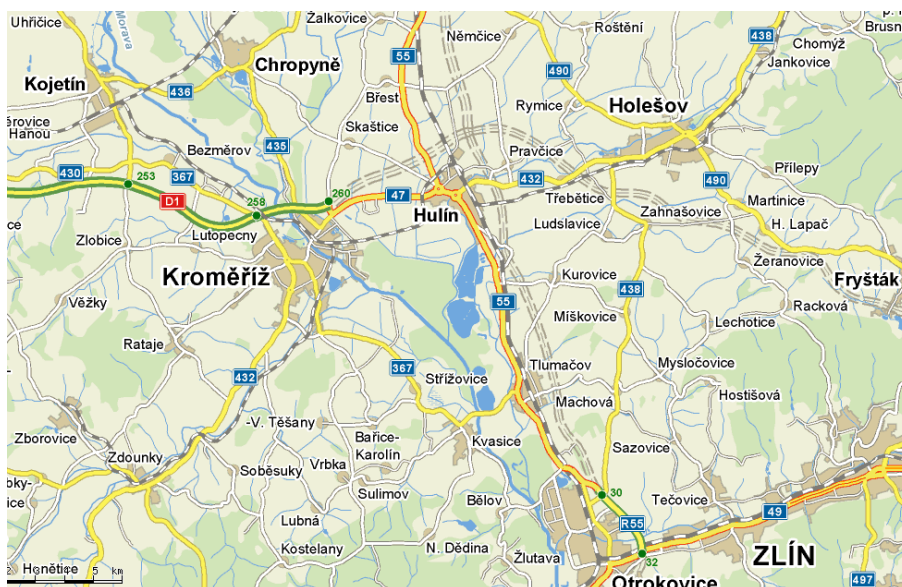 Uhřičice
Morava
Žalkovice
Němčice
Roštění
438
Chomýž
Jankovice
Kojetín
Chropyně
55
490
436
Břest
Rymice
Holešov
ěrovice
Hanou
Skaštice
435
Bezměrov
Pravčice
430
253
367
260
47
432
490
Přílepy
Třebětice
Martinice
D1
258
Hulín
Zahnašovice
Zlobice
Lutopecny
Ludslavice
H. Lapač
Žeranovice
Kroměříž
Kurovice
438
Fryšták
Věžky
55
Míškovice
Racková
Lechotice
Rataje
367
Tlumačov
Mysločovice
432
Střížovice
Machová
Hostišová
-V. Těšany
Zborovice
Bařice-
Karolín
Kvasice
Sazovice
Zdounky
Vrbka
Soběsuky
Sulimov
Bělov
30
Tečovice
Lubná
R55
49
Kostelany
N. Dědina
Žlutava
32
ZLÍN
Honětice
5 km
Otrokovice
497